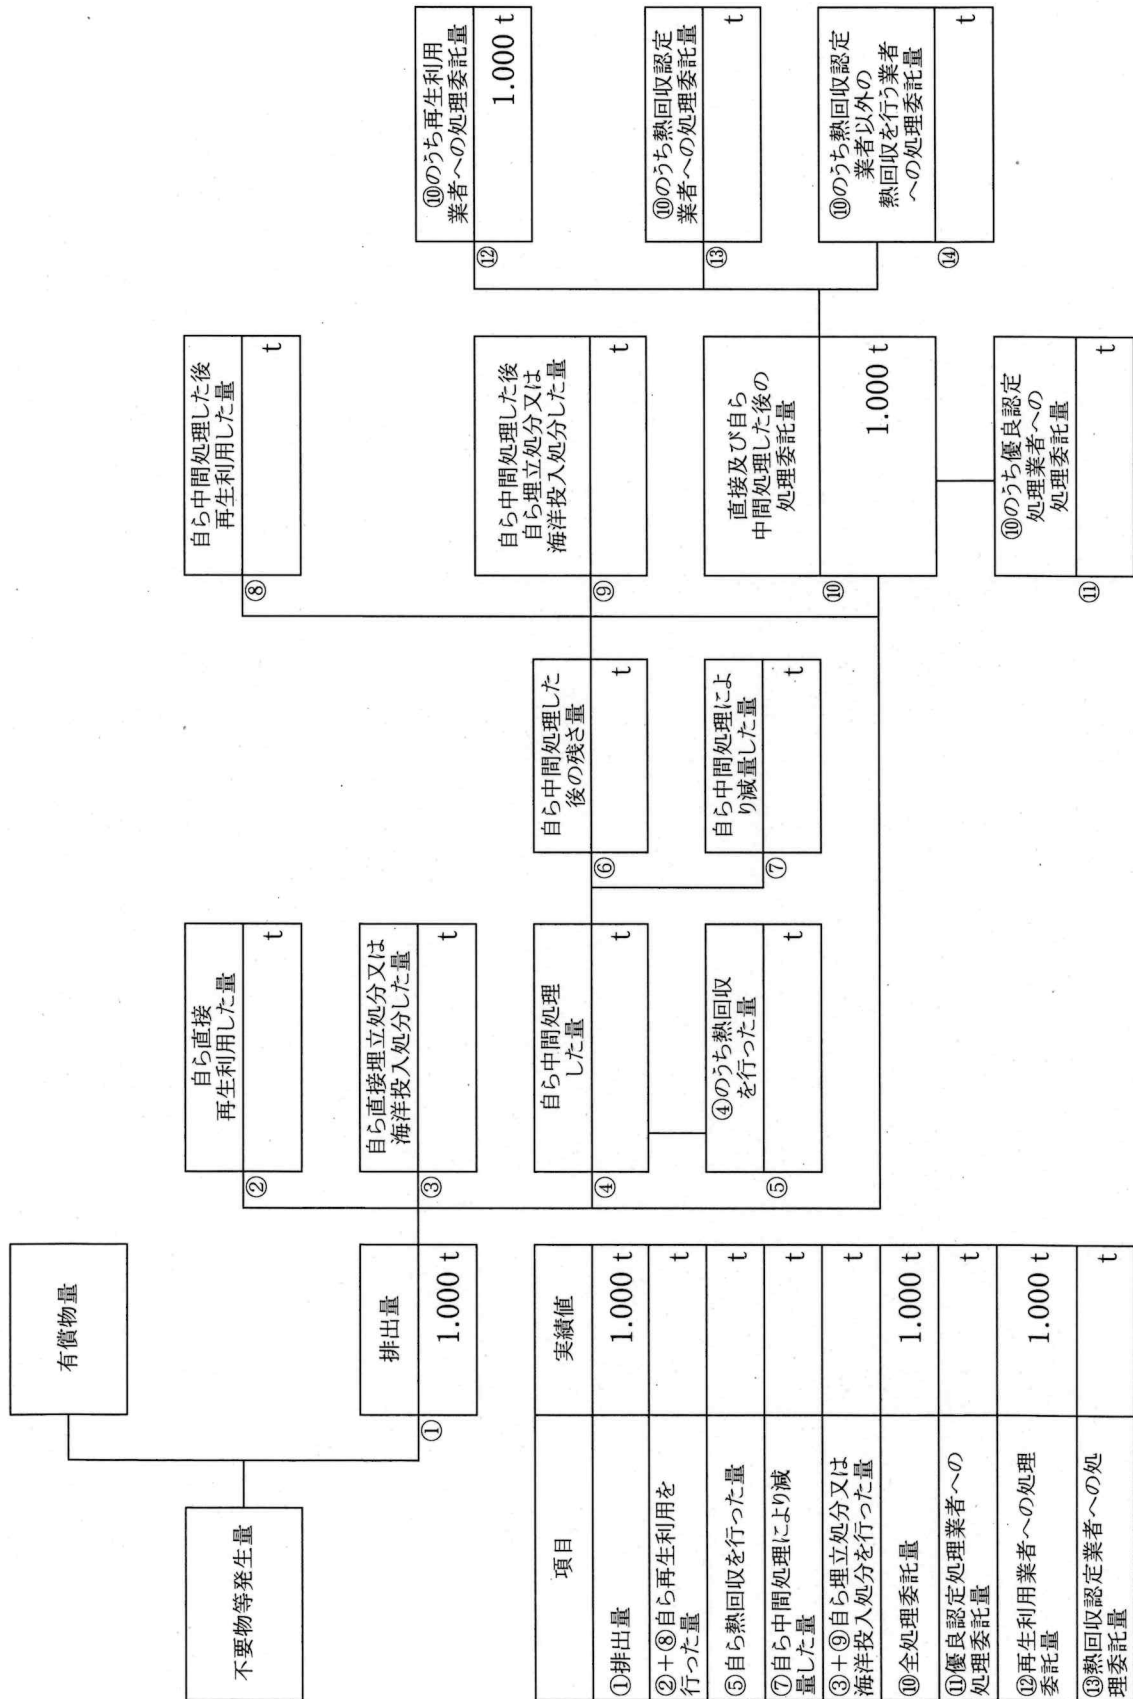 不要物等発生量
有償物量
排出量
①
1.000 t
自ら直接
再生利用した量
②
t
自ら直接埋立処分又は
海洋投入処分した量
③
t
自ら中間処理
した量
④
t
④のうち熱回収
を行った量
⑤
t
自ら中間処理した
後の残さ量
⑥
t
自ら中間処理によ
り減量した量
⑦
t
自ら中間処理した後
再生利用した量
⑧
t
自ら中間処理した後
自ら埋立処分又は
海洋投入処分した量
⑨
t
直接及び自ら
中間処理した後の
処理委託量
⑩
1.000 t
⑩のうち優良認定
処理業者への
処理委託量
⑪
t
⑩のうち再生利用
業者への処理委託量
⑫
1.000 t
⑩のうち熱回収認定
業者への処理委託量
⑬
t
⑩のうち熱回収認定
業者以外の
熱回収を行う業者
への処理委託量
⑭
t
項目 実績値
①排出量 1.000 t
②+⑧自ら再生利用を
行った量 t
⑤自ら熱回収を行った量 t
⑦自ら中間処理により減
量した量 t
③+⑨自ら埋立処分又は
海洋投入処分を行った量 t
⑩全処理委託量 1.000 t
⑪優良認定処理業者への
処理委託量 t
⑫再生利用業者への処理
委託量 1.000 t
⑬熱回収認定業者への処
理委託量 t